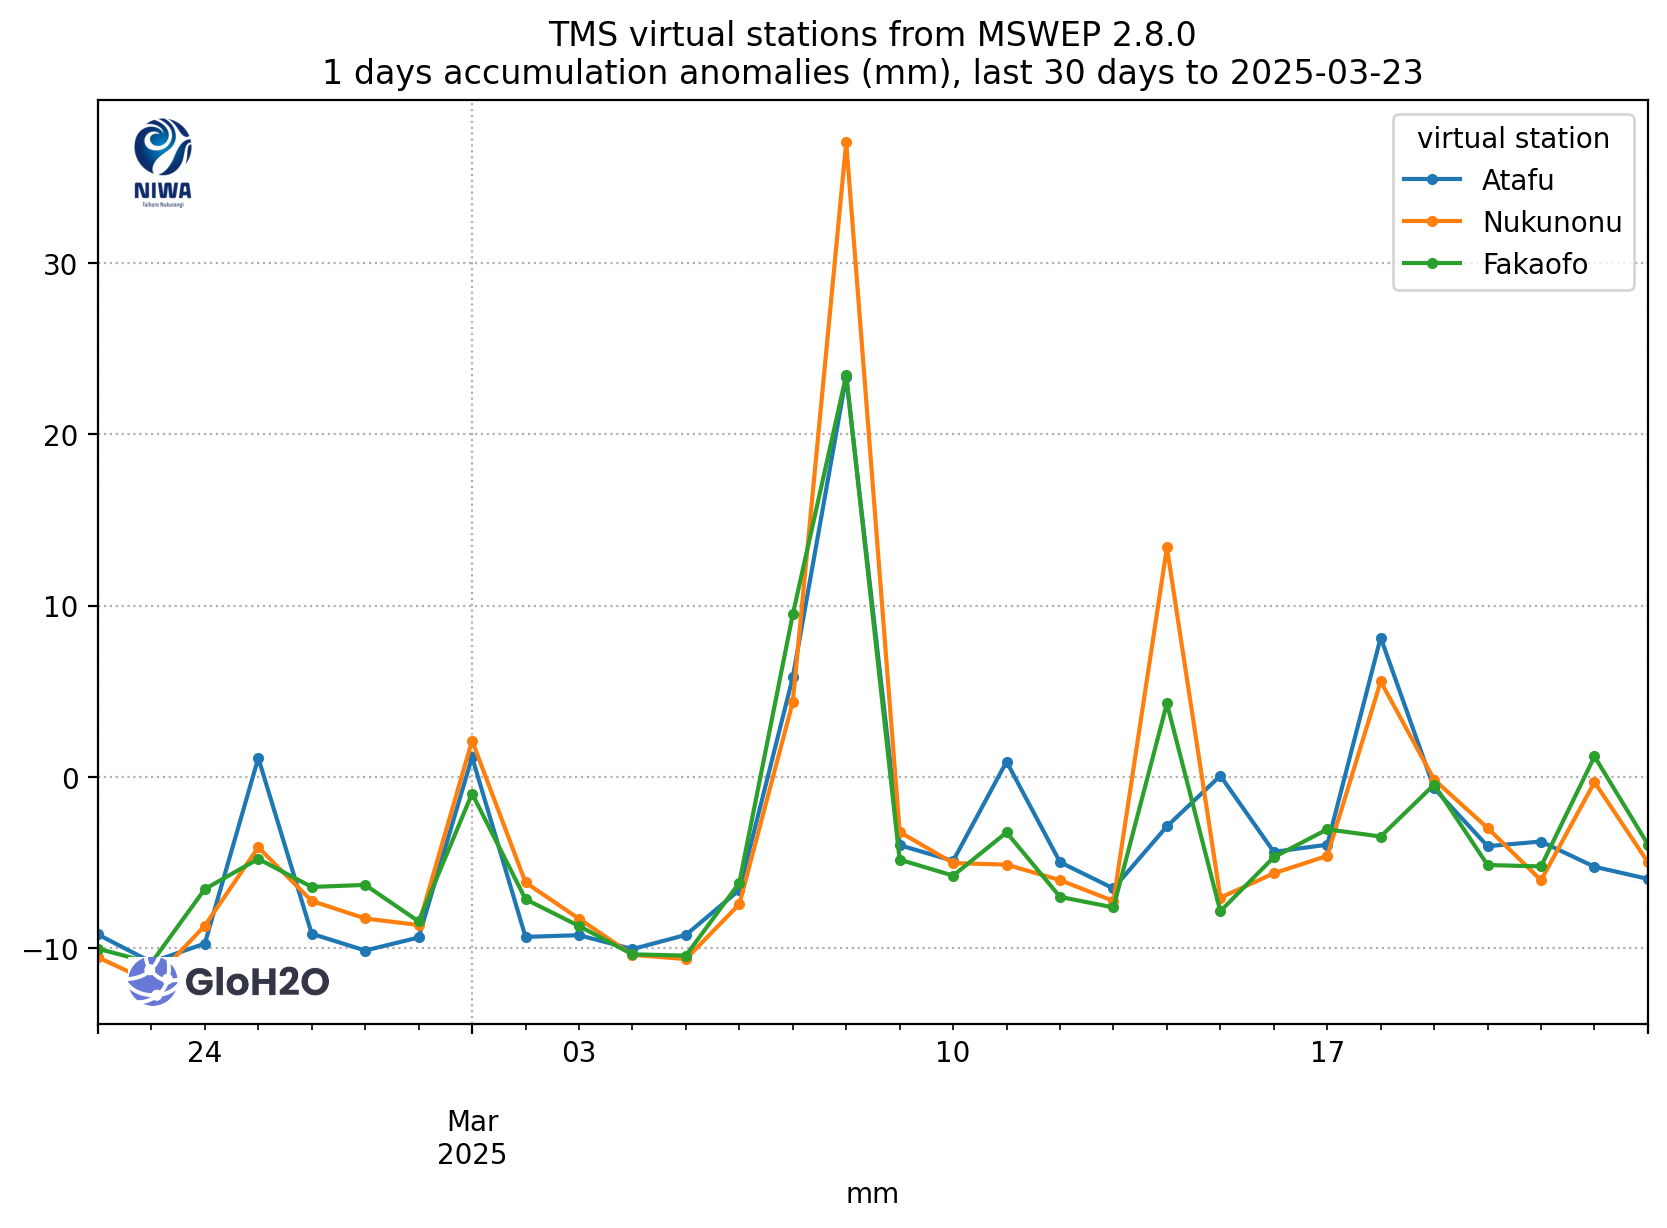 TMS virtual stations from MSWEP 2.8.0
1 days accumulation anomalies (mm), last 30 days to 2025-03-23
NIWA
Taihoro Nukurangi
virtual station
Atafu
Nukunonu
Fakaofo
30
20
10
0
−10
GloH2O
24
03
10
17
Mar
2025
mm